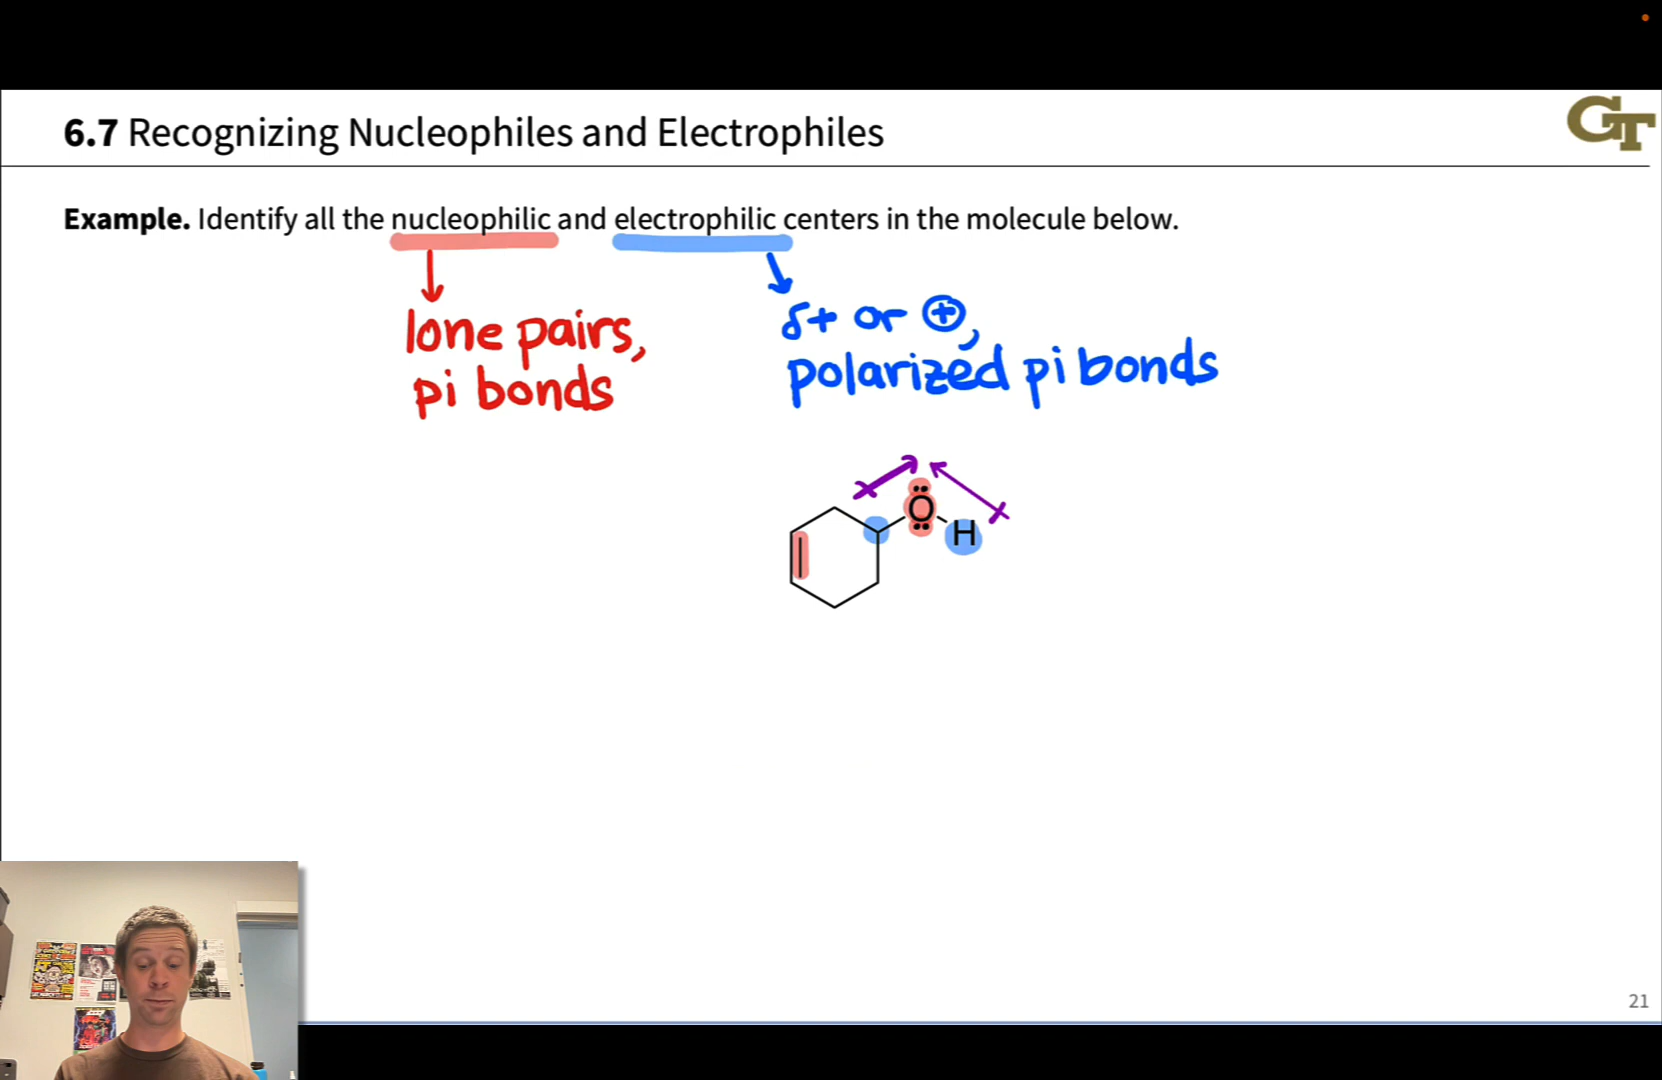 GT
6.7 Recognizing Nucleophiles and Electrophiles
Example. Identify all the nucleophilic and electrophilic centers in the molecule below.
lone pairs,
pi bonds
δ+ or ⊕,
polarized pi bonds
O
H
21